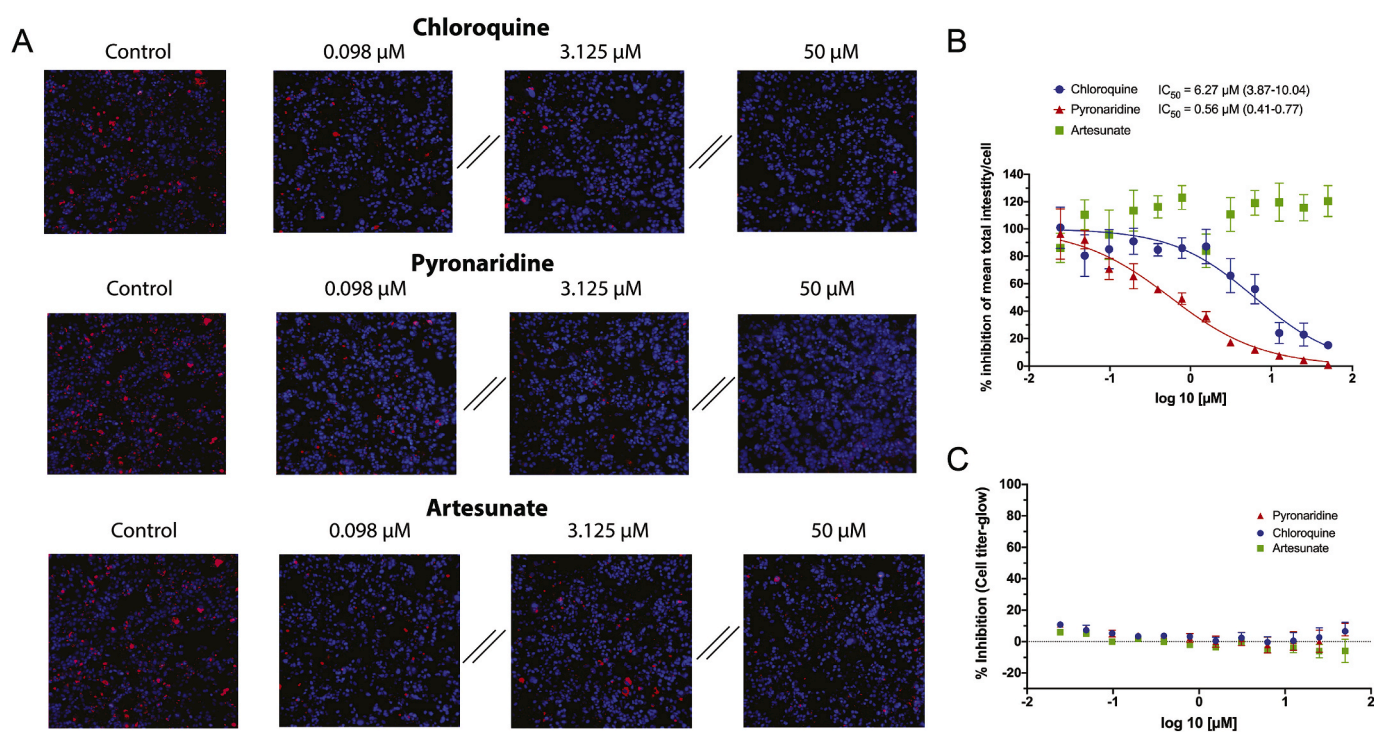 A
Chloroquine
Control
0.098 µM
3.125 µM
50 µM
Pyronaridine
Control
0.098 µM
3.125 µM
50 µM
Artesunate
Control
0.098 µM
3.125 µM
50 µM
B
Chloroquine IC50 = 6.27 µM (3.87-10.04)
Pyronaridine IC50 = 0.56 µM (0.41-0.77)
Artesunate
% inhibition of mean total intestity/cell
140
120
100
80
60
40
20
0
-2 -1 0 1 2
log 10 [µM]
C
% Inhibition (Cell titer-glow)
100
80
60
40
20
0
-20
Pyronaridine
Chloroquine
Artesunate
-2 -1 0 1 2
log 10 [µM]